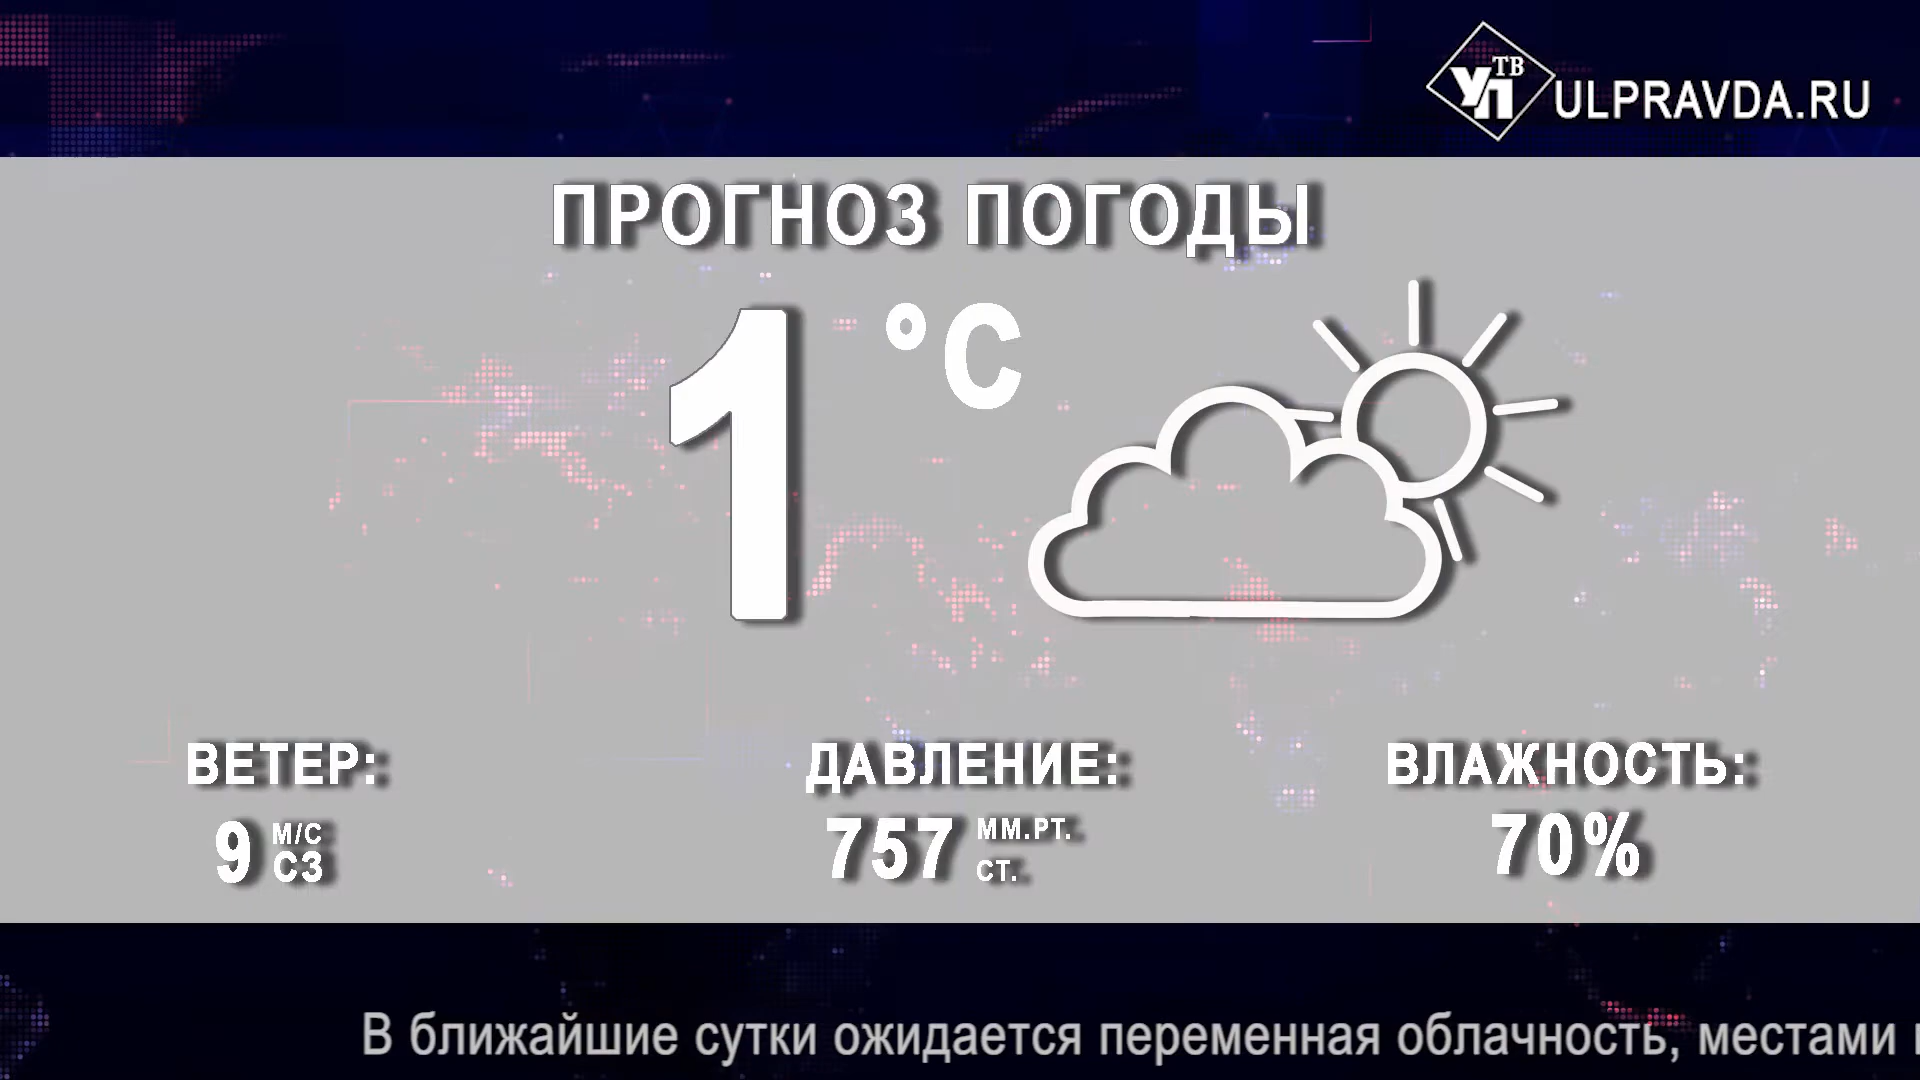 ТВ
УП
ULPRAVDA.RU
ПРОГНОЗ ПОГОДЫ
1 °C
ВЕТЕР:
9 М/С
СЗ
ДАВЛЕНИЕ:
757 ММ.РТ.
СТ.
ВЛАЖНОСТЬ:
70%
В ближайшие сутки ожидается переменная облачность, местами